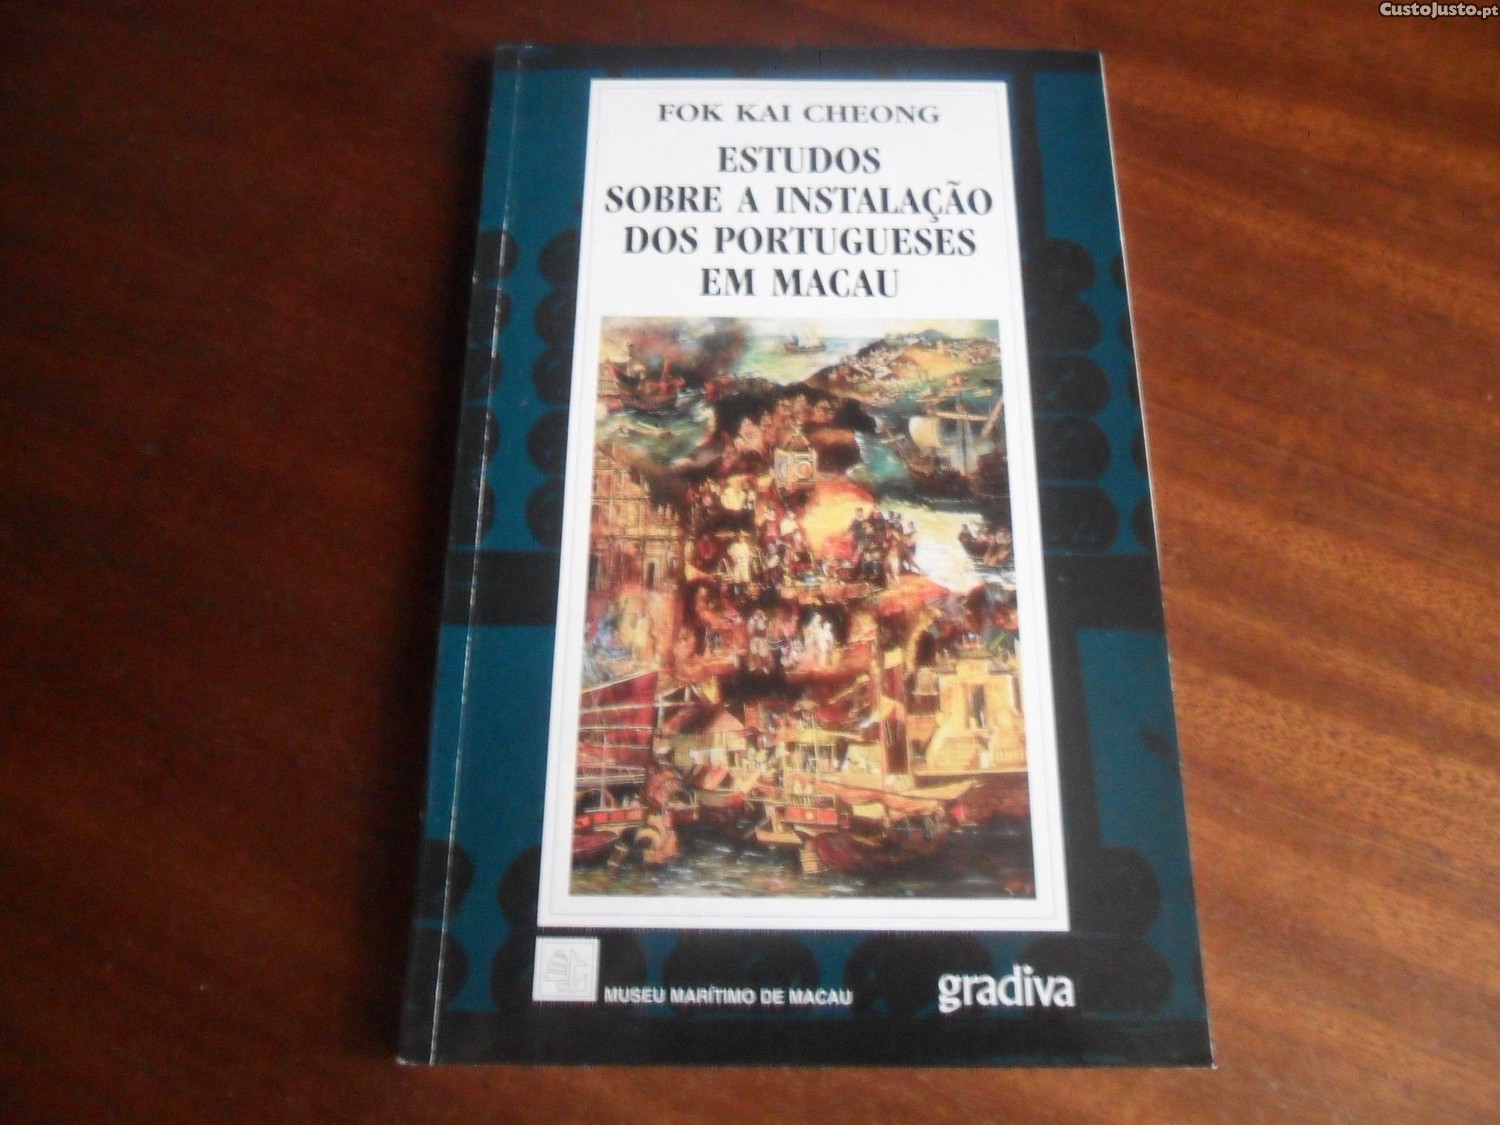 CustoJusto.pt
FOK KAI CHEONG
ESTUDOS
SOBRE A INSTALAÇÃO
DOS PORTUGUESES
EM MACAU
MUSEU MARÍTIMO DE MACAU
gradiva